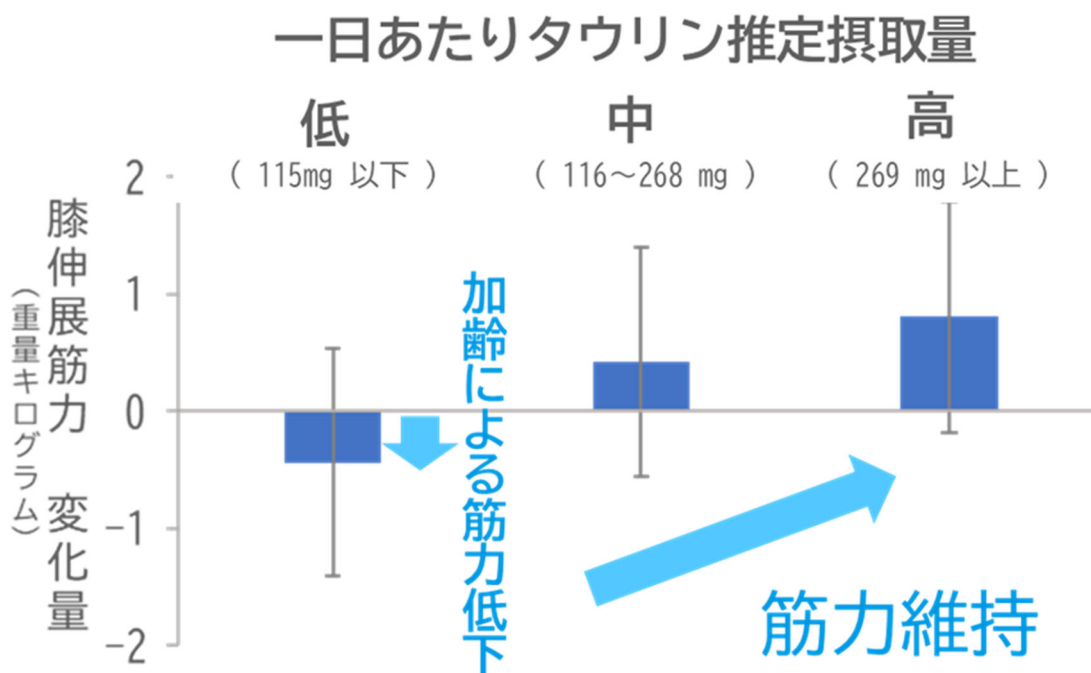 一日あたりタウリン推定摂取量
低
中
高
( 115mg 以下 )
( 116～268 mg )
( 269 mg 以上 )
膝伸展筋力 変化量
(重量キログラム)
2
1
0
-1
-2
加齢による筋力低下
筋力維持